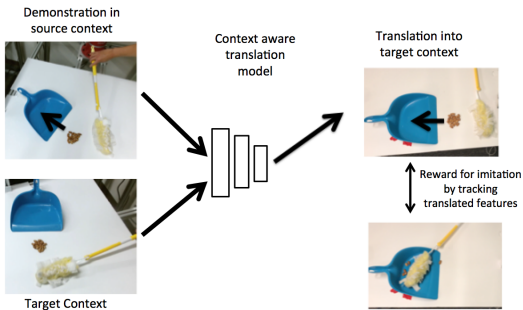 Demonstration in
source context
Context aware
translation
model
Translation into
target context
Reward for imitation
by tracking
translated features
Target Context